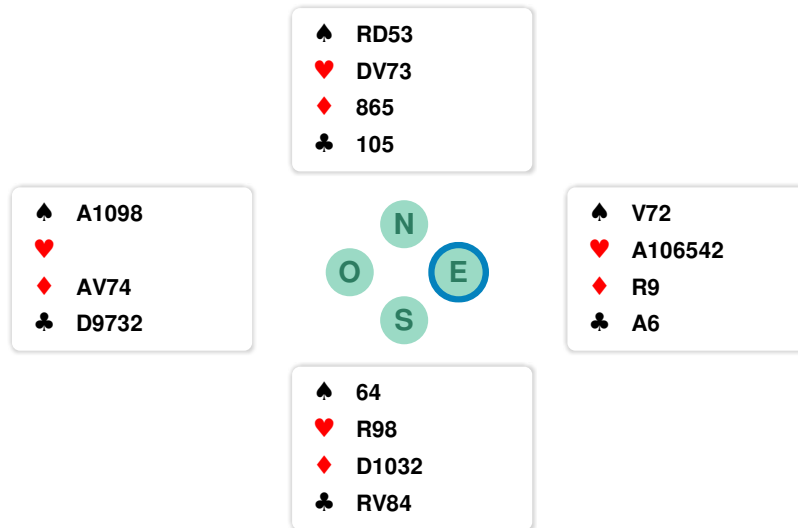 ♠ RD53
♥ DV73
♦ 865
♣ 105
♠ A1098
♥
♦ AV74
♣ D9732
N
O E
S
♠ V72
♥ A106542
♦ R9
♣ A6
♠ 64
♥ R98
♦ D1032
♣ RV84